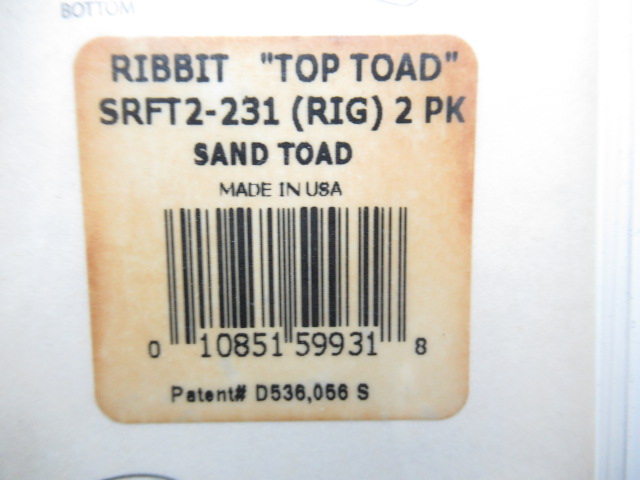 BOTTOM
RIBBIT "TOP TOAD"
SRFT2-231 (RIG) 2 PK
SAND TOAD
MADE IN USA
0 10851 59931 8
Patent# D536,056 S